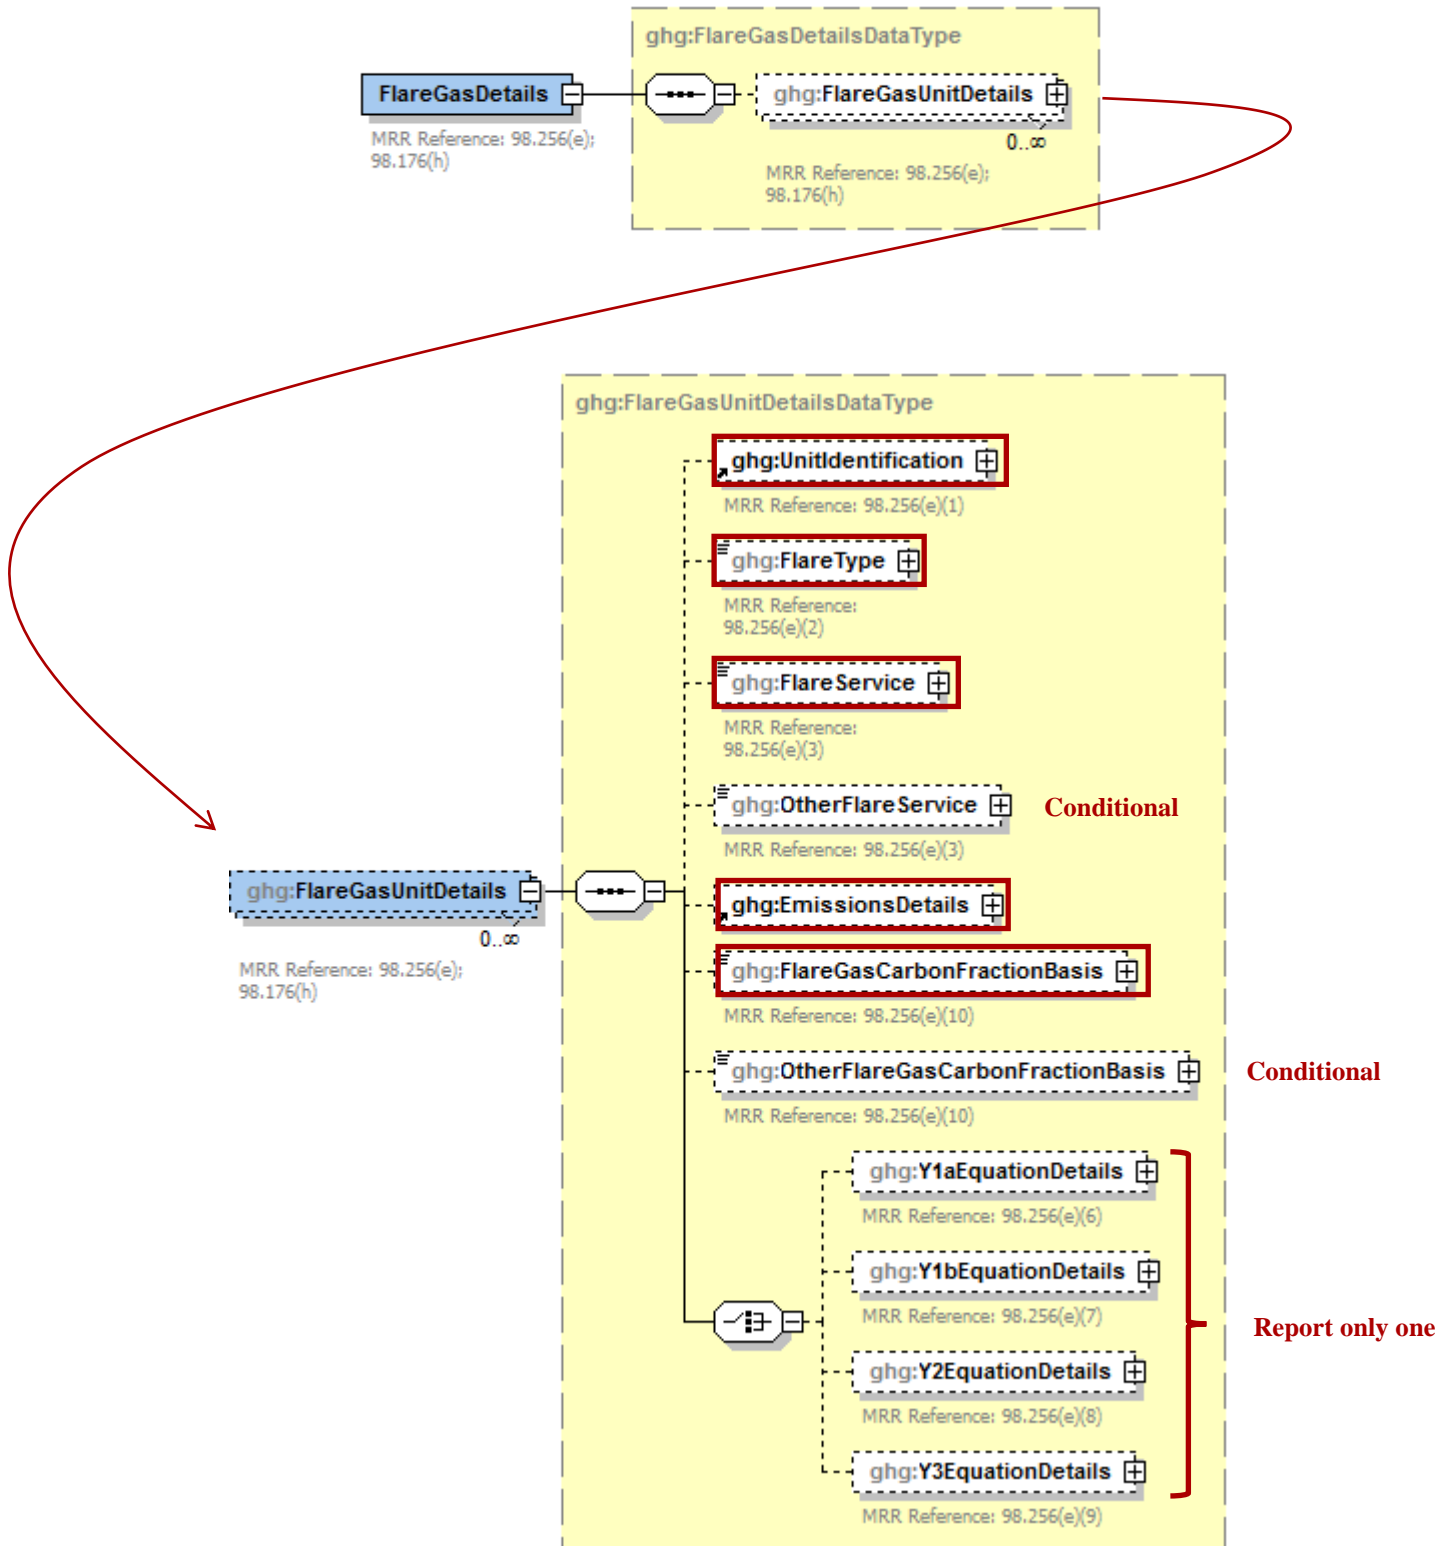 ghg:FlareGasDetailsDataType
FlareGasDetails
MRR Reference: 98.256(e);
98.176(h)
ghg:FlareGasUnitDetails
0..∞
MRR Reference: 98.256(e);
98.176(h)
ghg:FlareGasUnitDetailsDataType
ghg:UnitIdentification
MRR Reference: 98.256(e)(1)
ghg:FlareType
MRR Reference:
98.256(e)(2)
ghg:FlareService
MRR Reference:
98.256(e)(3)
ghg:OtherFlareService
Conditional
MRR Reference: 98.256(e)(3)
ghg:FlareGasUnitDetails
0..∞
MRR Reference: 98.256(e);
98.176(h)
ghg:EmissionsDetails
ghg:FlareGasCarbonFractionBasis
MRR Reference: 98.256(e)(10)
ghg:OtherFlareGasCarbonFractionBasis
Conditional
MRR Reference: 98.256(e)(10)
ghg:Y1aEquationDetails
MRR Reference: 98.256(e)(6)
ghg:Y1bEquationDetails
MRR Reference: 98.256(e)(7)
Report only one
ghg:Y2EquationDetails
MRR Reference: 98.256(e)(8)
ghg:Y3EquationDetails
MRR Reference: 98.256(e)(9)